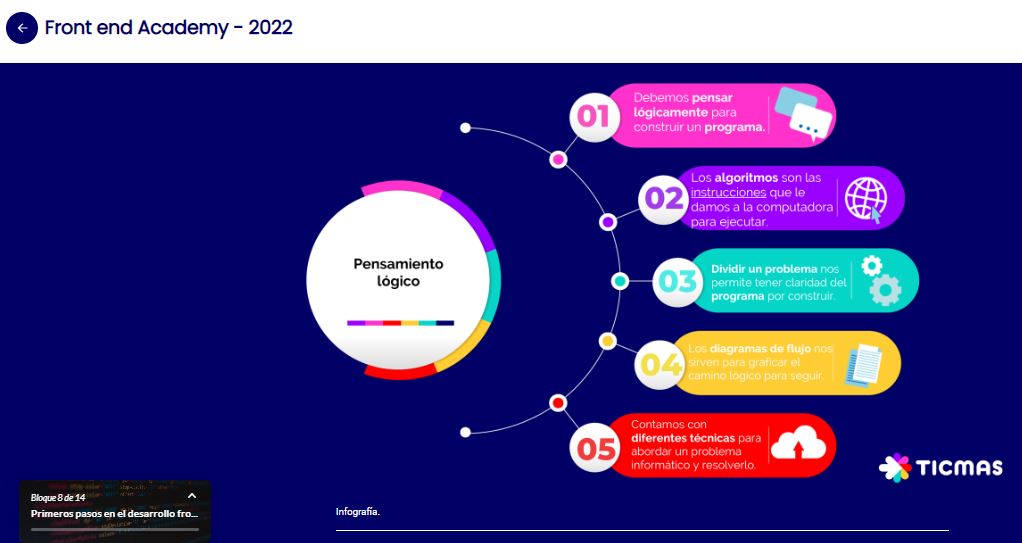 Front end Academy - 2022
Pensamiento
lógico
01
Debemos pensar
lógicamente para
construir un programa.
02
Los algoritmos son las
instrucciones que le
damos a la computadora
para ejecutar.
03
Dividir un problema nos
permite tener claridad del
programa por construir.
04
Los diagramas de flujo nos
sirven para graficar el
camino lógico para seguir.
05
Contamos con
diferentes técnicas para
abordar un problema
informático y resolverlo.
TICMAS
Bloque 8 de 14
Primeros pasos en el desarrollo fro...
Infografía.